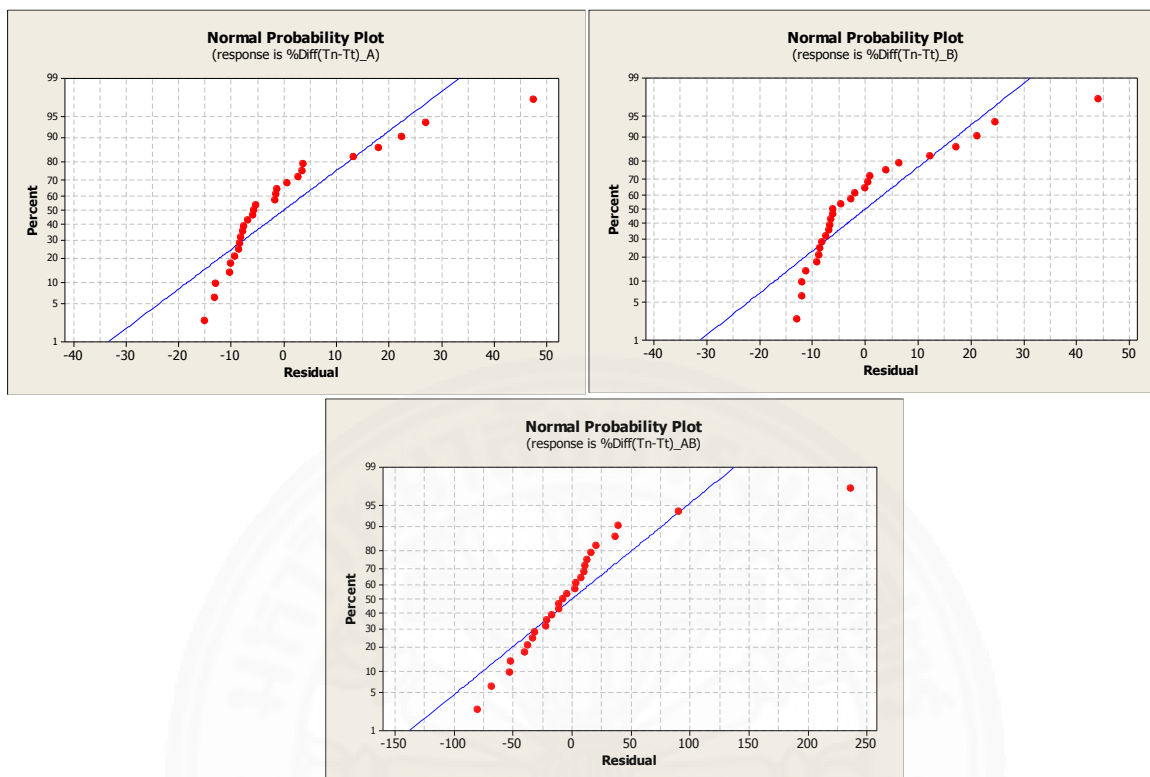 Normal Probability Plot
(response is %Diff(Tn-Tt)_A)
99
95
90
80
70
60
50
40
30
20
10
5
1
Percent
-40 -30 -20 -10 0 10 20 30 40 50
Residual
Normal Probability Plot
(response is %Diff(Tn-Tt)_B)
99
95
90
80
70
60
50
40
30
20
10
5
1
Percent
-40 -30 -20 -10 0 10 20 30 40 50
Residual
Normal Probability Plot
(response is %Diff(Tn-Tt)_AB)
99
95
90
80
70
60
50
40
30
20
10
5
1
Percent
-150 -100 -50 0 50 100 150 200 250
Residual